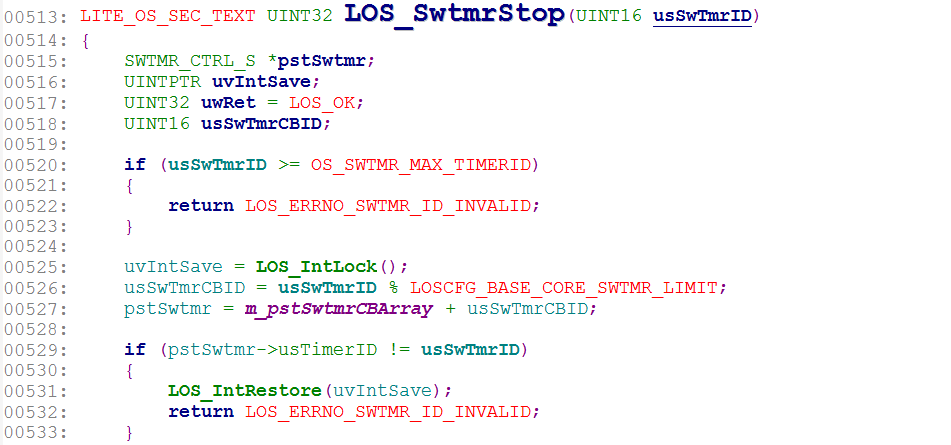 00513: LITE_OS_SEC_TEXT UINT32 LOS_SwtmrStop(UINT16 usSwTmrID)
00514: {
00515:     SWTMR_CTRL_S *pstSwtmr;
00516:     UINTPTR uvIntSave;
00517:     UINT32 uwRet = LOS_OK;
00518:     UINT16 usSwTmrCBID;
00519:
00520:     if (usSwTmrID >= OS_SWTMR_MAX_TIMERID)
00521:     {
00522:         return LOS_ERRNO_SWTMR_ID_INVALID;
00523:     }
00524:
00525:     uvIntSave = LOS_IntLock();
00526:     usSwTmrCBID = usSwTmrID % LOSCFG_BASE_CORE_SWTMR_LIMIT;
00527:     pstSwtmr = m_pstSwtmrCBArray + usSwTmrCBID;
00528:
00529:     if (pstSwtmr->usTimerID != usSwTmrID)
00530:     {
00531:         LOS_IntRestore(uvIntSave);
00532:         return LOS_ERRNO_SWTMR_ID_INVALID;
00533:     }